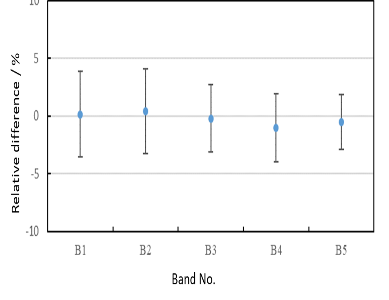 10
5
0
-5
-10
Relative difference / %
B1 B2 B3 B4 B5
Band No.